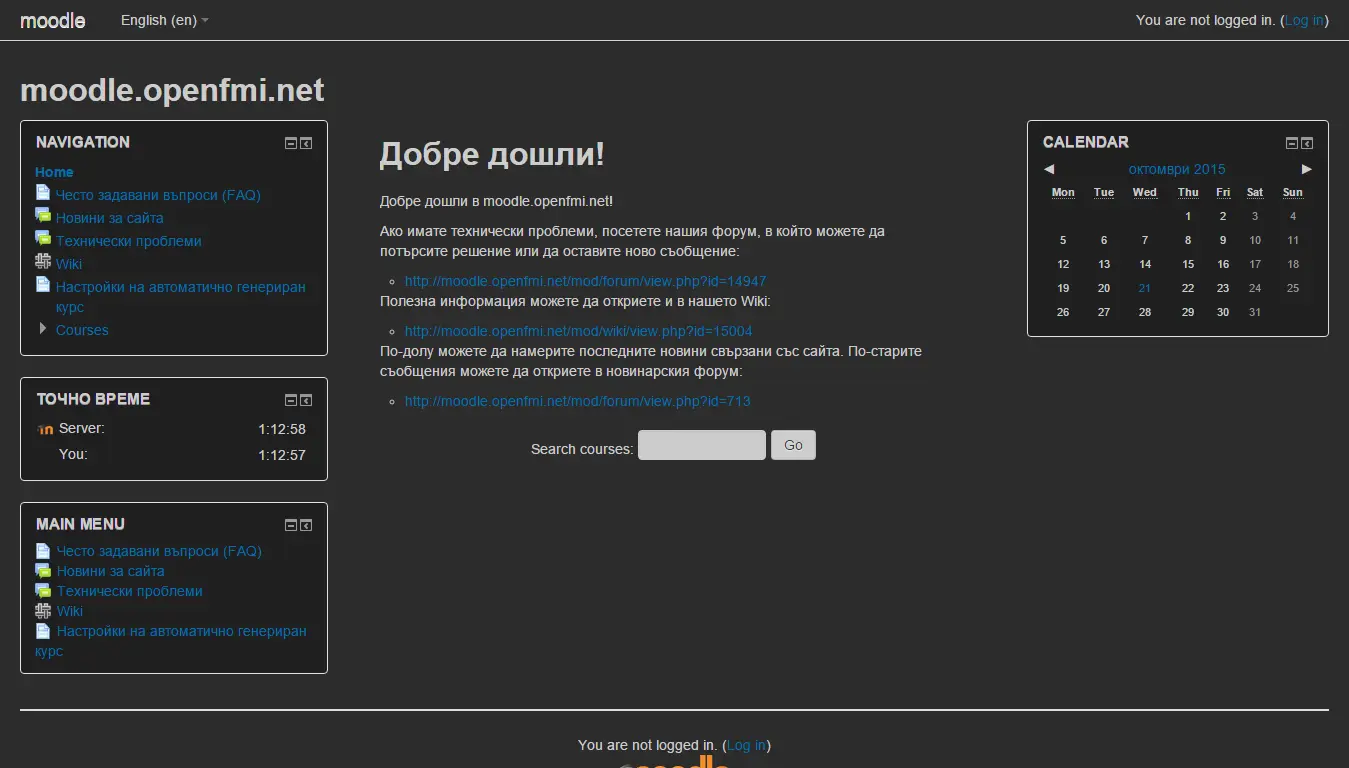 moodle English (en) You are not logged in. (Log in)
moodle.openfmi.net
NAVIGATION
Home
Често задавани въпроси (FAQ)
Новини за сайта
Технически проблеми
Wiki
Настройки на автоматично генериран
курс
Courses
ТОЧНО ВРЕМЕ
Server: 1:12:58
You: 1:12:57
MAIN MENU
Често задавани въпроси (FAQ)
Новини за сайта
Технически проблеми
Wiki
Настройки на автоматично генериран
курс
Добре дошли!
Добре дошли в moodle.openfmi.net!
Ако имате технически проблеми, посетете нашия форум, в който можете да
потърсите решение или да оставите ново съобщение:
http://moodle.openfmi.net/mod/forum/view.php?id=14947
Полезна информация можете да откриете и в нашето Wiki:
http://moodle.openfmi.net/mod/wiki/view.php?id=15004
По-долу можете да намерите последните новини свързани със сайта. По-старите
съобщения можете да откриете в новинарския форум:
http://moodle.openfmi.net/mod/forum/view.php?id=713
Search courses: Go
CALENDAR
◀ октомври 2015 ▶
Mon Tue Wed Thu Fri Sat Sun
1 2 3 4
5 6 7 8 9 10 11
12 13 14 15 16 17 18
19 20 21 22 23 24 25
26 27 28 29 30 31
You are not logged in. (Log in)
moodle